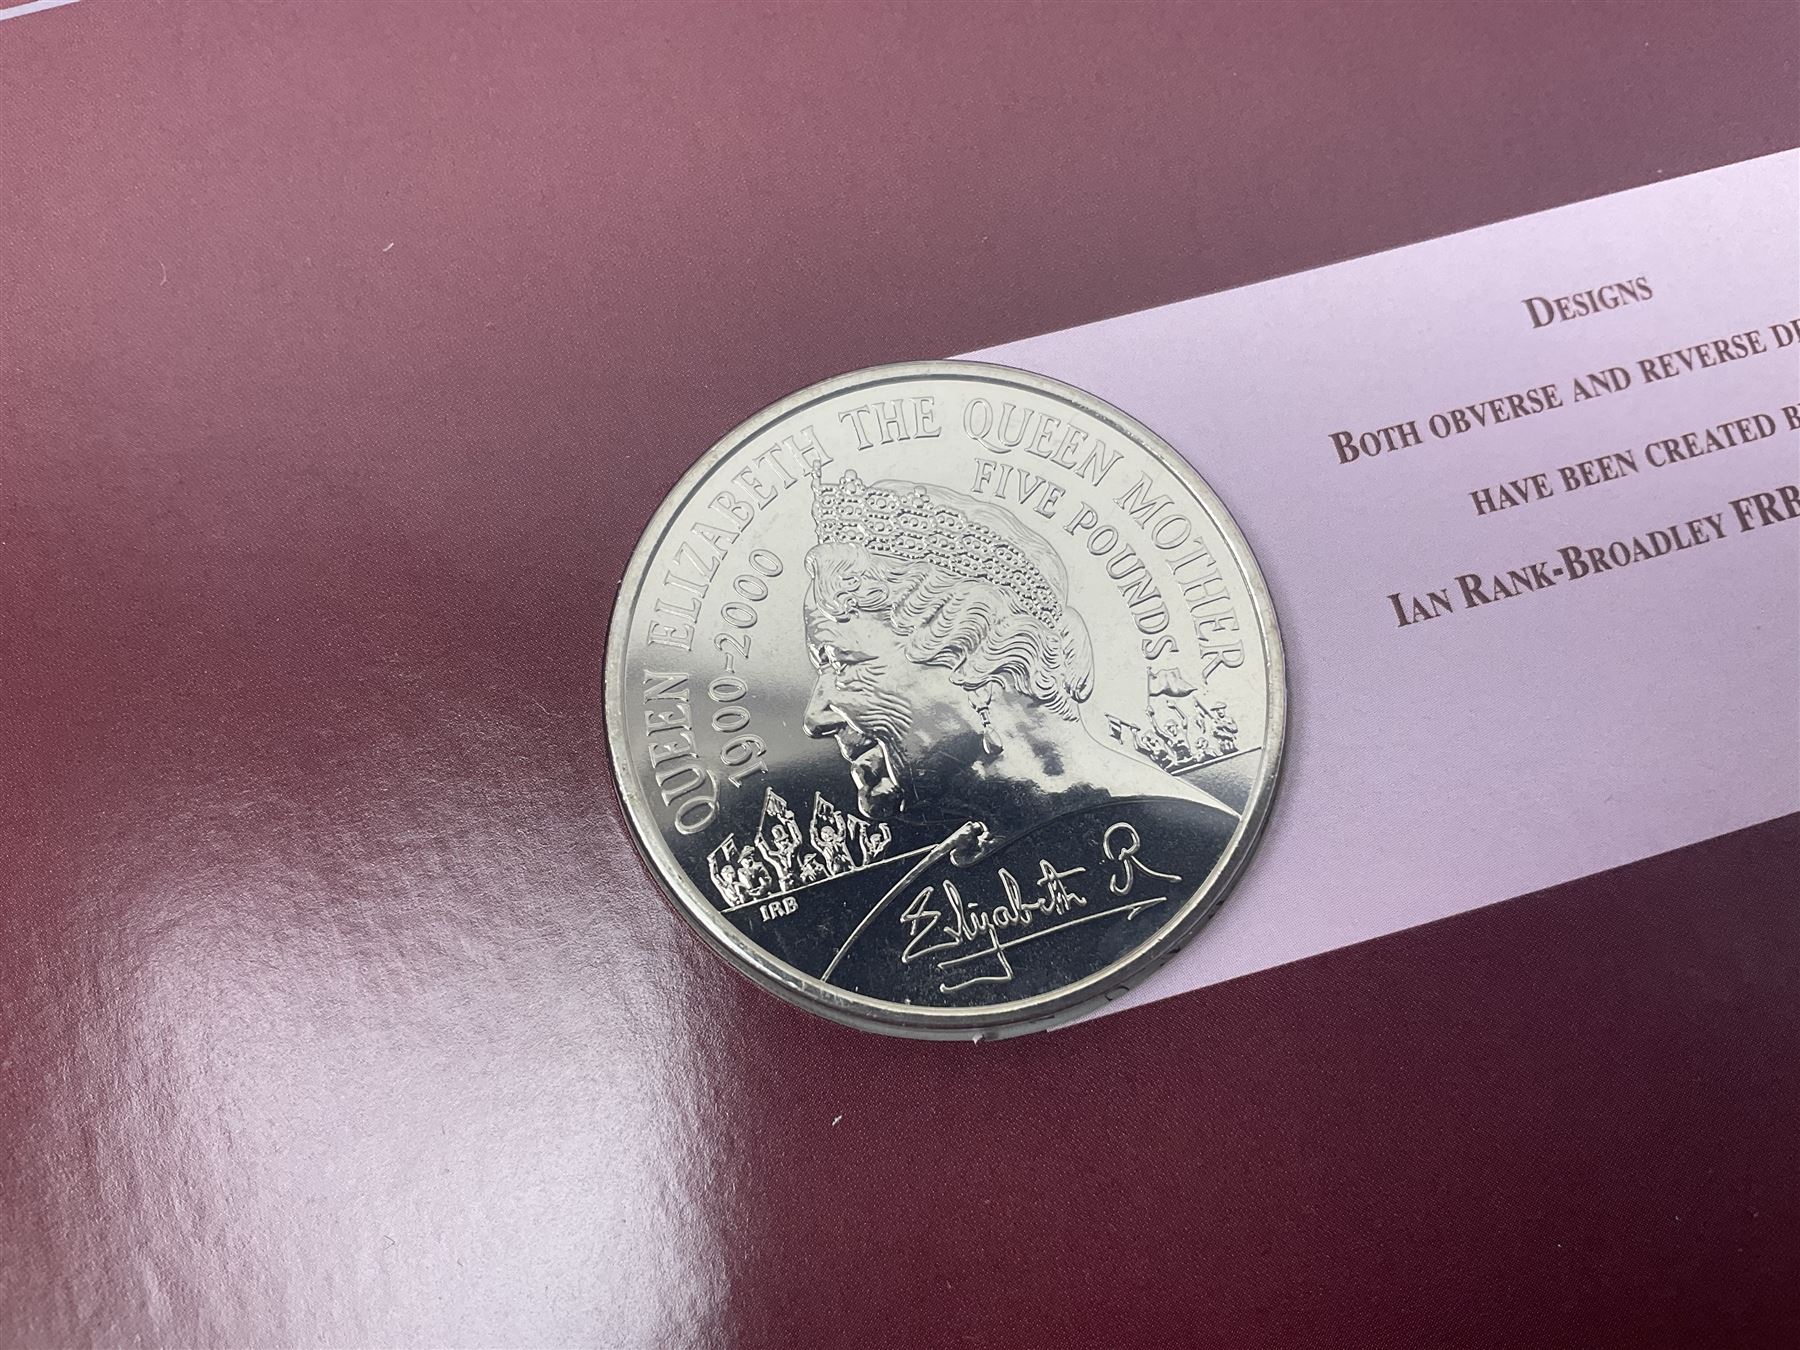 QUEEN ELIZABETH THE QUEEN MOTHER
1900-2000
FIVE POUNDS
IRB
Elizabeth R
DESIGNS
BOTH OBVERSE AND REVERSE
HAVE BEEN CREATED
IAN RANK-BROADLEY FRB